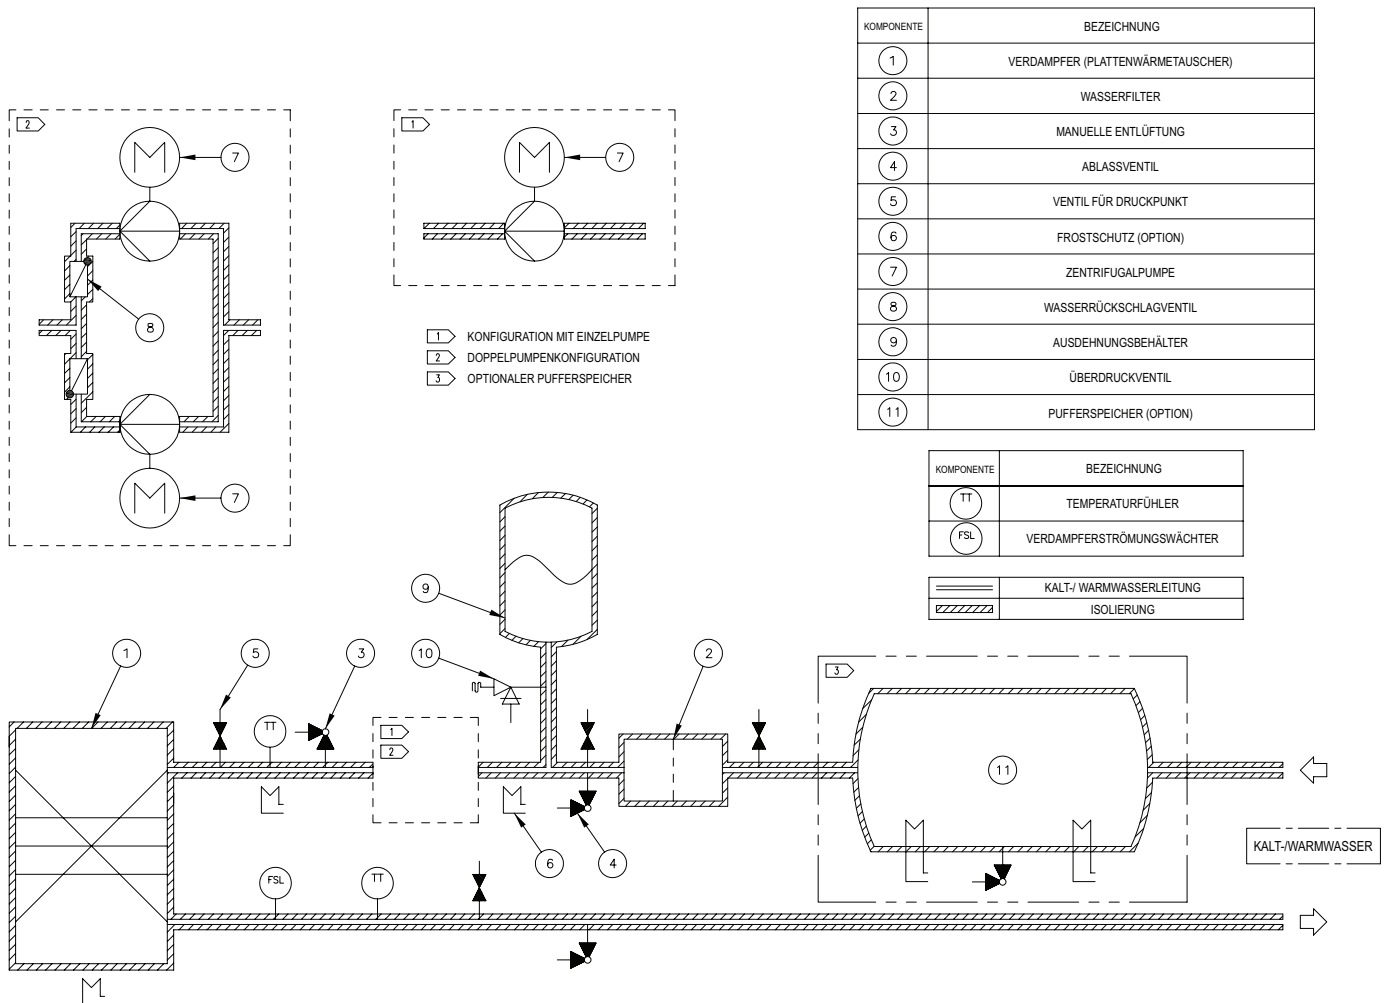 KOMPONENTE BEZEICHNUNG
1 VERDAMPFER (PLATTENWÄRMETAUSCHER)
2 WASSERFILTER
3 MANUELLE ENTLÜFTUNG
4 ABLASSVENTIL
5 VENTIL FÜR DRUCKPUNKT
6 FROSTSCHUTZ (OPTION)
7 ZENTRIFUGALPUMPE
8 WASSERRÜCKSCHLAGVENTIL
9 AUSDEHNUNGSBEHÄLTER
10 ÜBERDRUCKVENTIL
11 PUFFERSPEICHER (OPTION)
2
M
7
8
M
7
1
M
7
1 KONFIGURATION MIT EINZELPUMPE
2 DOPPELPUMPENKONFIGURATION
3 OPTIONALER PUFFERSPEICHER
KOMPONENTE BEZEICHNUNG
TT TEMPERATURFÜHLER
FSL VERDAMPFERSTRÖMUNGSWÄCHTER
KALT-/ WARMWASSERLEITUNG
ISOLIERUNG
9
1
5
3
10
2
3
TT
1
2
11
6
4
KALT-/WARMWASSER
FSL
TT